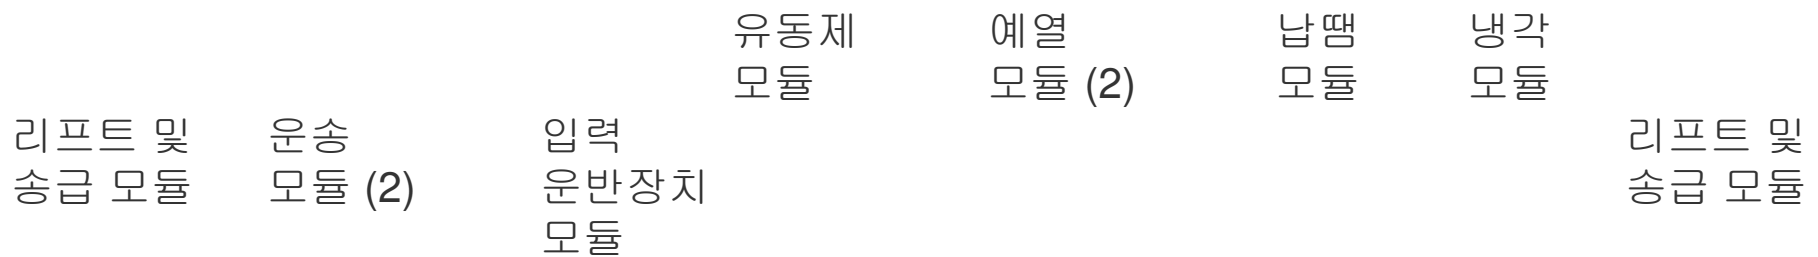 유동제
모듈
예열
모듈 (2)
납땜
모듈
냉각
모듈
리프트 및
송급 모듈
운송
모듈 (2)
입력
운반장치
모듈
리프트 및
송급 모듈